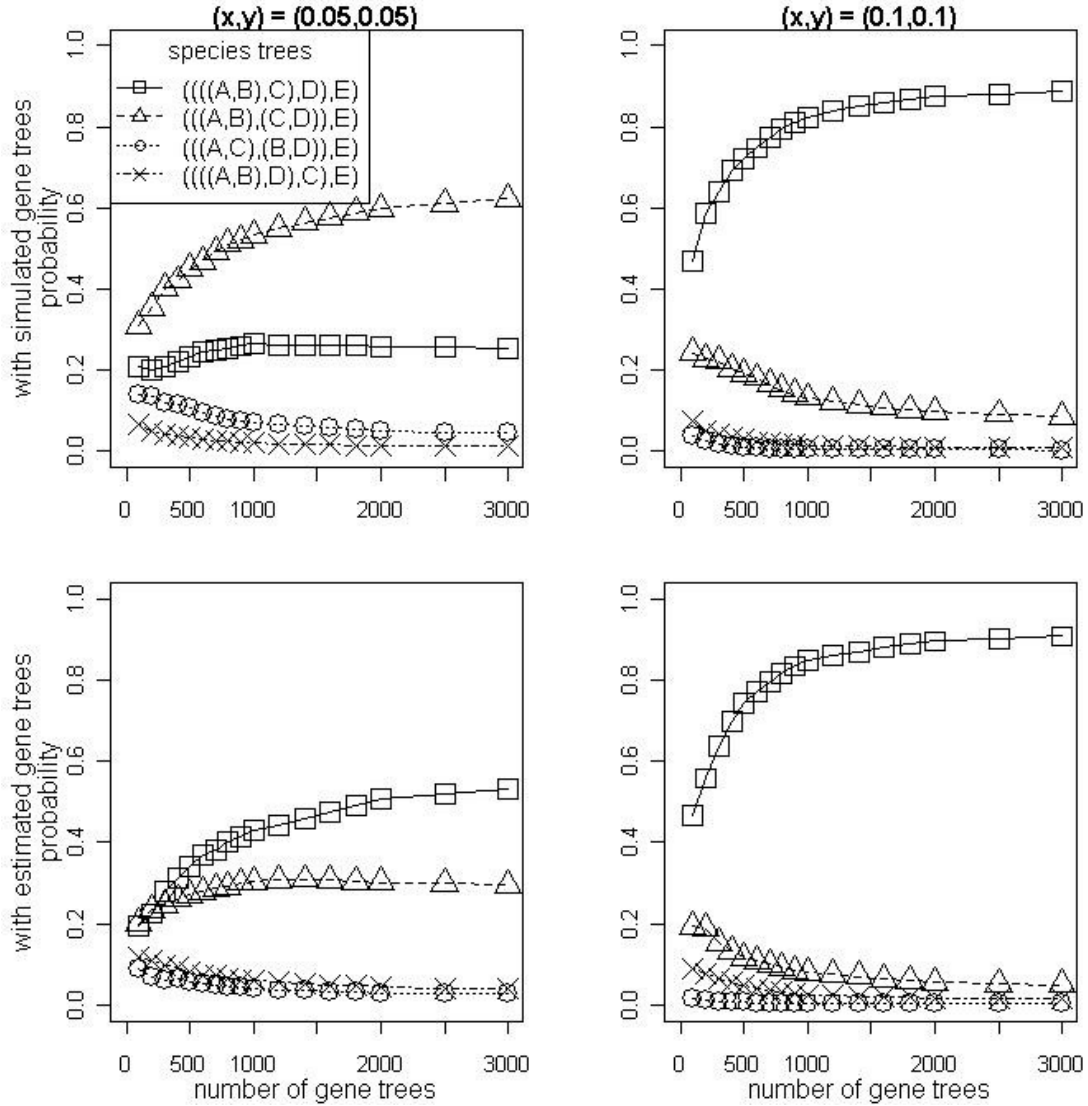 (x,y) = (0.05,0.05)
(x,y) = (0.1,0.1)
species trees
((((A,B),C),D),E)
(((A,B),(C,D)),E)
(((A,C),(B,D)),E)
((((A,B),D),C),E)
with simulated gene trees
probability
0.0 0.2 0.4 0.6 0.8 1.0
0 500 1000 2000 3000
0.0 0.2 0.4 0.6 0.8 1.0
0 500 1000 2000 3000
with estimated gene trees
probability
0.0 0.2 0.4 0.6 0.8 1.0
0 500 1000 2000 3000
number of gene trees
0.0 0.2 0.4 0.6 0.8 1.0
0 500 1000 2000 3000
number of gene trees